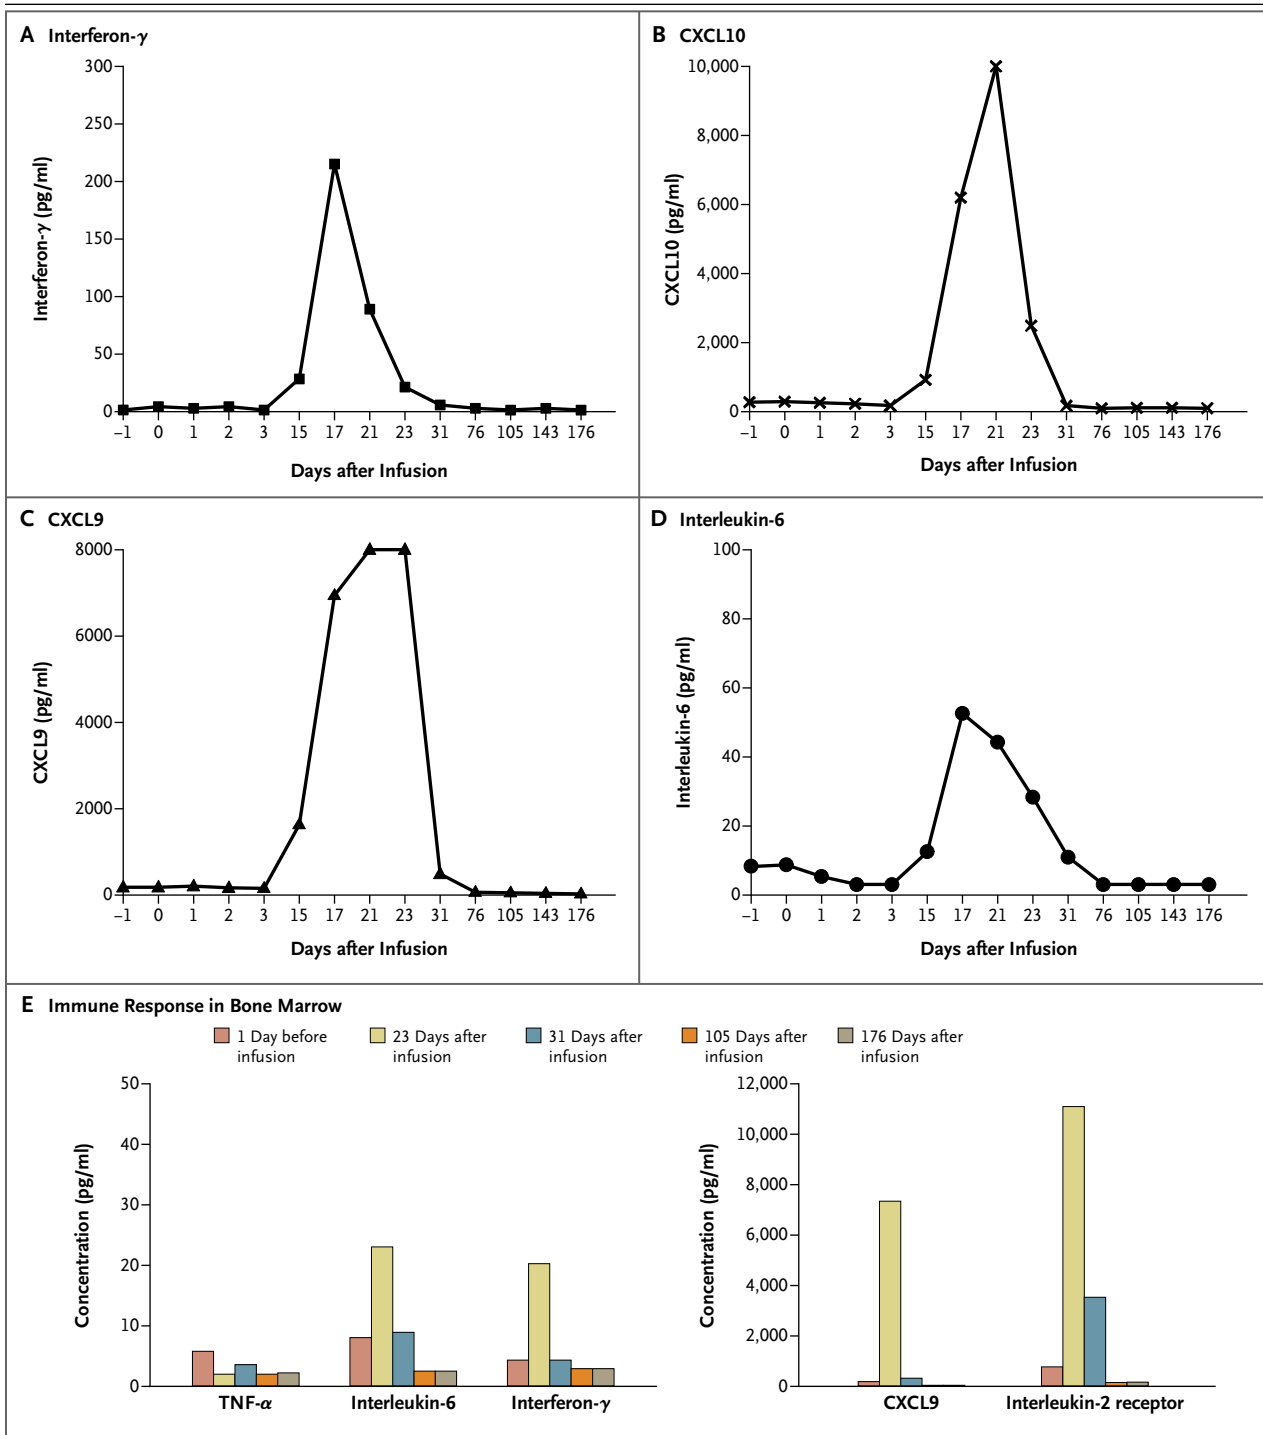 A Interferon-γ
300
250
200
150
100
50
0
Interferon-γ (pg/ml)
−1 0 1 2 3 15 17 21 23 31 76 105 143 176
Days after Infusion
B CXCL10
10,000
8,000
6,000
4,000
2,000
0
CXCL10 (pg/ml)
−1 0 1 2 3 15 17 21 23 31 76 105 143 176
Days after Infusion
C CXCL9
8000
6000
4000
2000
0
CXCL9 (pg/ml)
−1 0 1 2 3 15 17 21 23 31 76 105 143 176
Days after Infusion
D Interleukin-6
100
80
60
40
20
0
Interleukin-6 (pg/ml)
−1 0 1 2 3 15 17 21 23 31 76 105 143 176
Days after Infusion
E Immune Response in Bone Marrow
1 Day before
infusion
23 Days after
infusion
31 Days after
infusion
105 Days after
infusion
176 Days after
infusion
50
40
30
20
10
0
Concentration (pg/ml)
TNF-α Interleukin-6 Interferon-γ
12,000
10,000
8,000
6,000
4,000
2,000
0
Concentration (pg/ml)
CXCL9 Interleukin-2 receptor